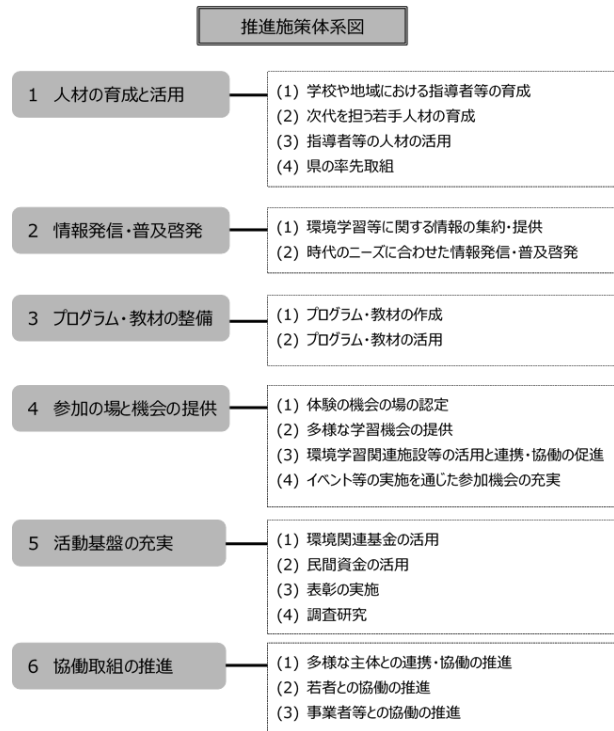 推進施策体系図
1 人材の育成と活用
(1) 学校や地域における指導者等の育成
(2) 次代を担う若手人材の育成
(3) 指導者等の人材の活用
(4) 県の率先取組
2 情報発信・普及啓発
(1) 環境学習等に関する情報の集約・提供
(2) 時代のニーズに合わせた情報発信・普及啓発
3 プログラム・教材の整備
(1) プログラム・教材の作成
(2) プログラム・教材の活用
4 参加の場と機会の提供
(1) 体験の機会の場の認定
(2) 多様な学習機会の提供
(3) 環境学習関連施設等の活用と連携・協働の促進
(4) イベント等の実施を通じた参加機会の充実
5 活動基盤の充実
(1) 環境関連基金の活用
(2) 民間資金の活用
(3) 表彰の実施
(4) 調査研究
6 協働取組の推進
(1) 多様な主体との連携・協働の推進
(2) 若者との協働の推進
(3) 事業者等との協働の推進